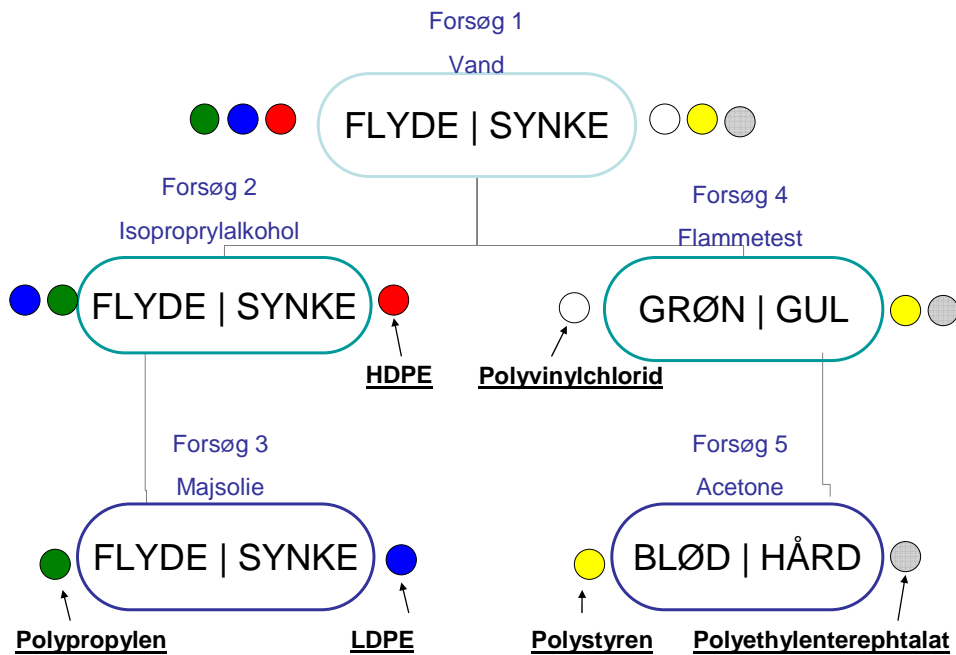 Forsøg 1
Vand
FLYDE | SYNKE
Forsøg 2
Isoproprylalkohol
FLYDE | SYNKE
HDPE
Forsøg 4
Flammetest
GRØN | GUL
Polyvinylchlorid
Forsøg 3
Majsolie
FLYDE | SYNKE
Polypropylen
LDPE
Forsøg 5
Acetone
BLØD | HÅRD
Polystyren
Polyethylenterephtalat